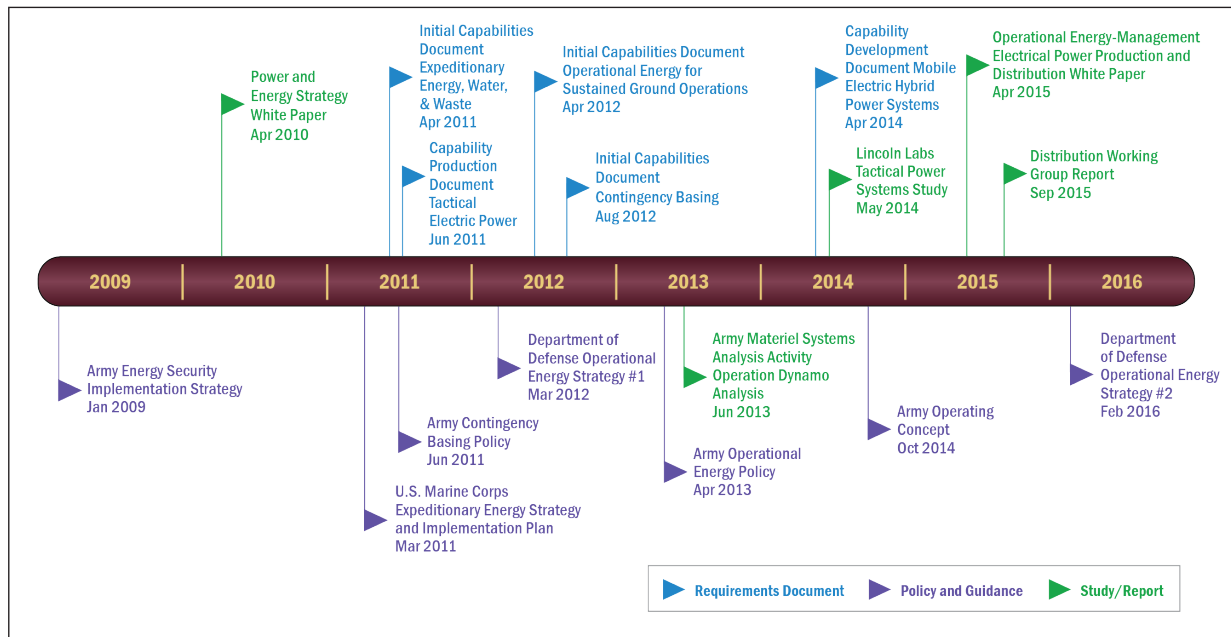 Power and
Energy Strategy
White Paper
Apr 2010
Initial Capabilities
Document
Expeditionary
Energy, Water,
& Waste
Apr 2011
Capability
Production
Document
Tactical
Electric Power
Jun 2011
Initial Capabilities Document
Operational Energy for
Sustained Ground Operations
Apr 2012
Initial Capabilities
Document
Contingency Basing
Aug 2012
Capability
Development
Document Mobile
Electric Hybrid
Power Systems
Apr 2014
Lincoln Labs
Tactical Power
Systems Study
May 2014
Operational Energy-Management
Electrical Power Production and
Distribution White Paper
Apr 2015
Distribution Working
Group Report
Sep 2015
2009 2010 2011 2012 2013 2014 2015 2016
Army Energy Security
Implementation Strategy
Jan 2009
U.S. Marine Corps
Expeditionary Energy Strategy
and Implementation Plan
Mar 2011
Army Contingency
Basing Policy
Jun 2011
Department of
Defense Operational
Energy Strategy #1
Mar 2012
Army Operational
Energy Policy
Apr 2013
Army Materiel Systems
Analysis Activity
Operation Dynamo
Analysis
Jun 2013
Army Operating
Concept
Oct 2014
Department
of Defense
Operational Energy
Strategy #2
Feb 2016
Requirements Document
Policy and Guidance
Study/Report